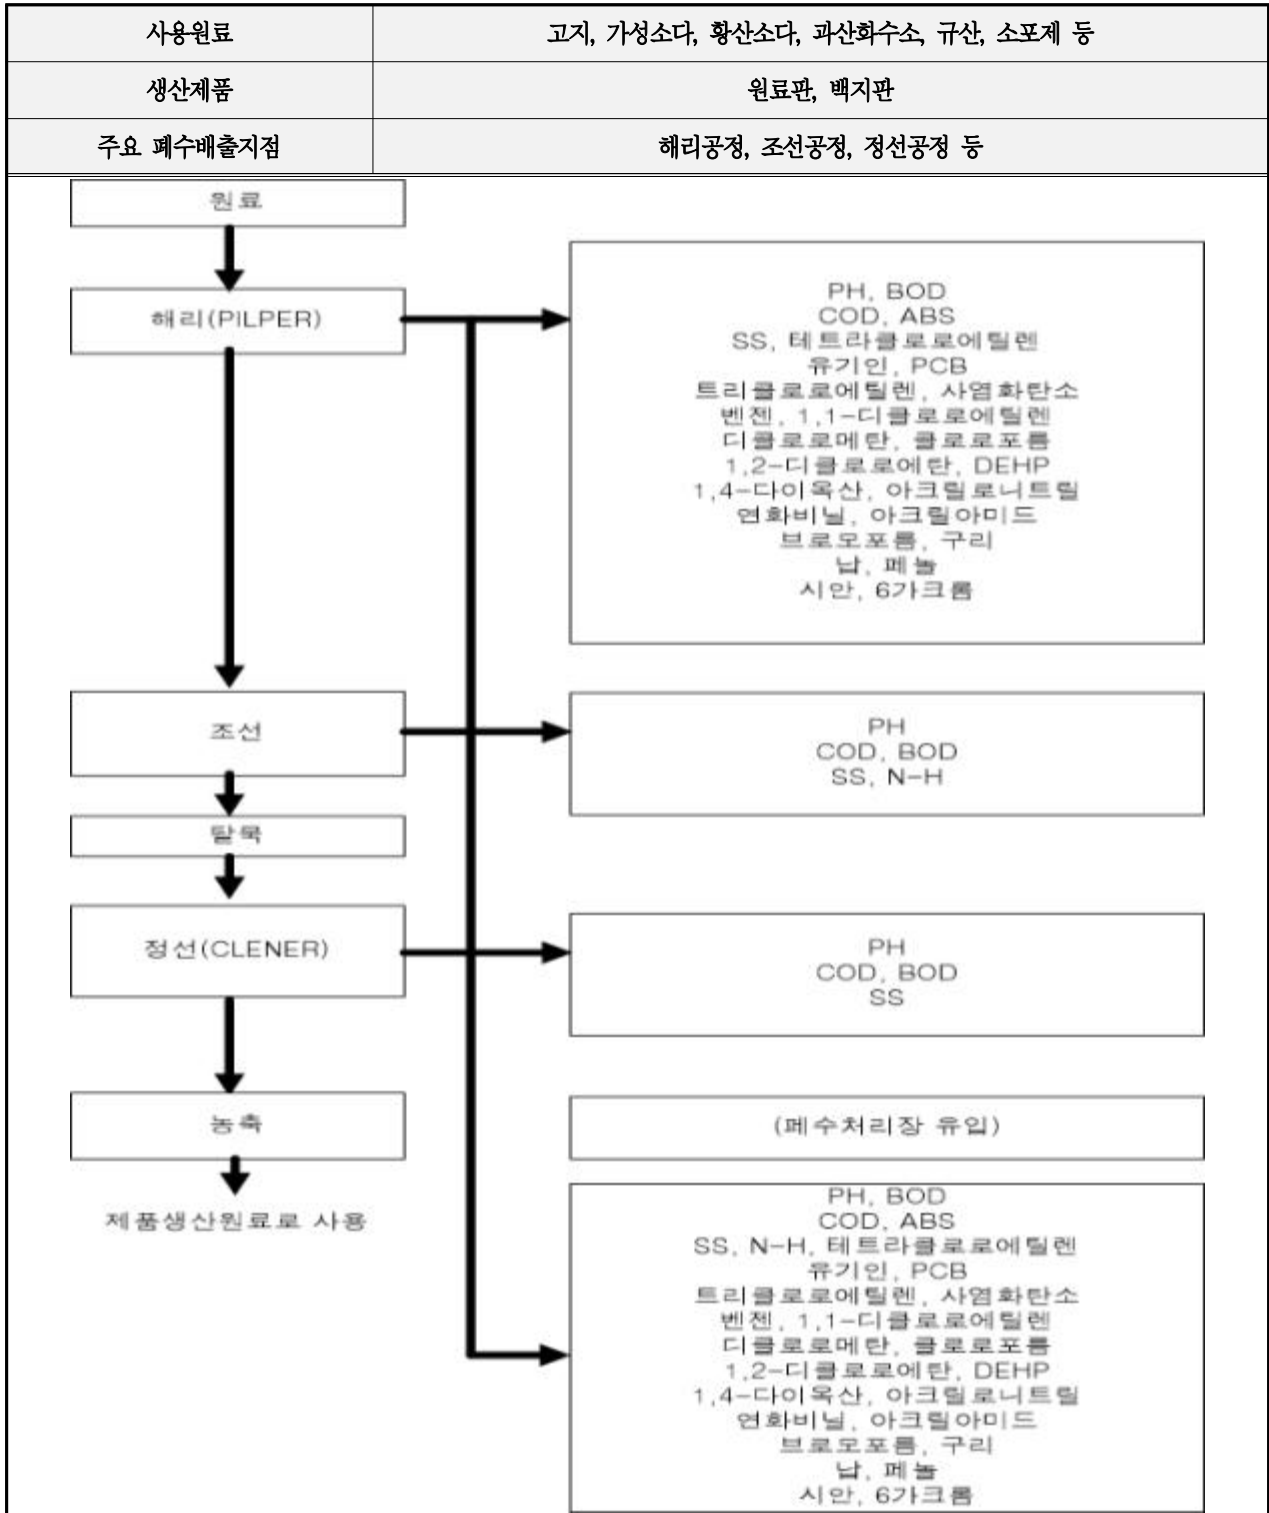 사용원료 고지, 가성소다, 황산소다, 과산화수소, 규산, 소포제 등
생산제품 원료판, 백지판
주요 폐수배출지점 해리공정, 조선공정, 정선공정 등
원료
해리(PILPER)
PH, BOD
COD, ABS
SS, 테트라클로로에틸렌
유기인, PCB
트리클로로에틸렌, 사염화탄소
벤젠, 1,1-디클로로에틸렌
디클로로메탄, 클로로포름
1,2-디클로로에탄, DEHP
1,4-다이옥산, 아크릴로니트릴
연화비닐, 아크릴아미드
브로모포름, 구리
납, 페놀
시안, 6가크롬
조선
PH
COD, BOD
SS, N-H
탈묵
정선(CLENER)
PH
COD, BOD
SS
농축
(폐수처리장 유입)
제품생산원료로 사용
PH, BOD
COD, ABS
SS, N-H, 테트라클로로에틸렌
유기인, PCB
트리클로로에틸렌, 사염화탄소
벤젠, 1,1-디클로로에틸렌
디클로로메탄, 클로로포름
1,2-디클로로에탄, DEHP
1,4-다이옥산, 아크릴로니트릴
연화비닐, 아크릴아미드
브로모포름, 구리
납, 페놀
시안, 6가크롬